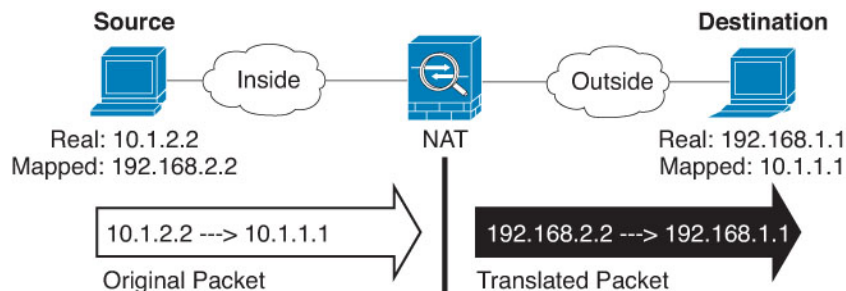 Source
Destination
Inside
Outside
Real: 10.1.2.2
Mapped: 192.168.2.2
NAT
Real: 192.168.1.1
Mapped: 10.1.1.1
10.1.2.2 ---> 10.1.1.1
192.168.2.2 ---> 192.168.1.1
Original Packet
Translated Packet